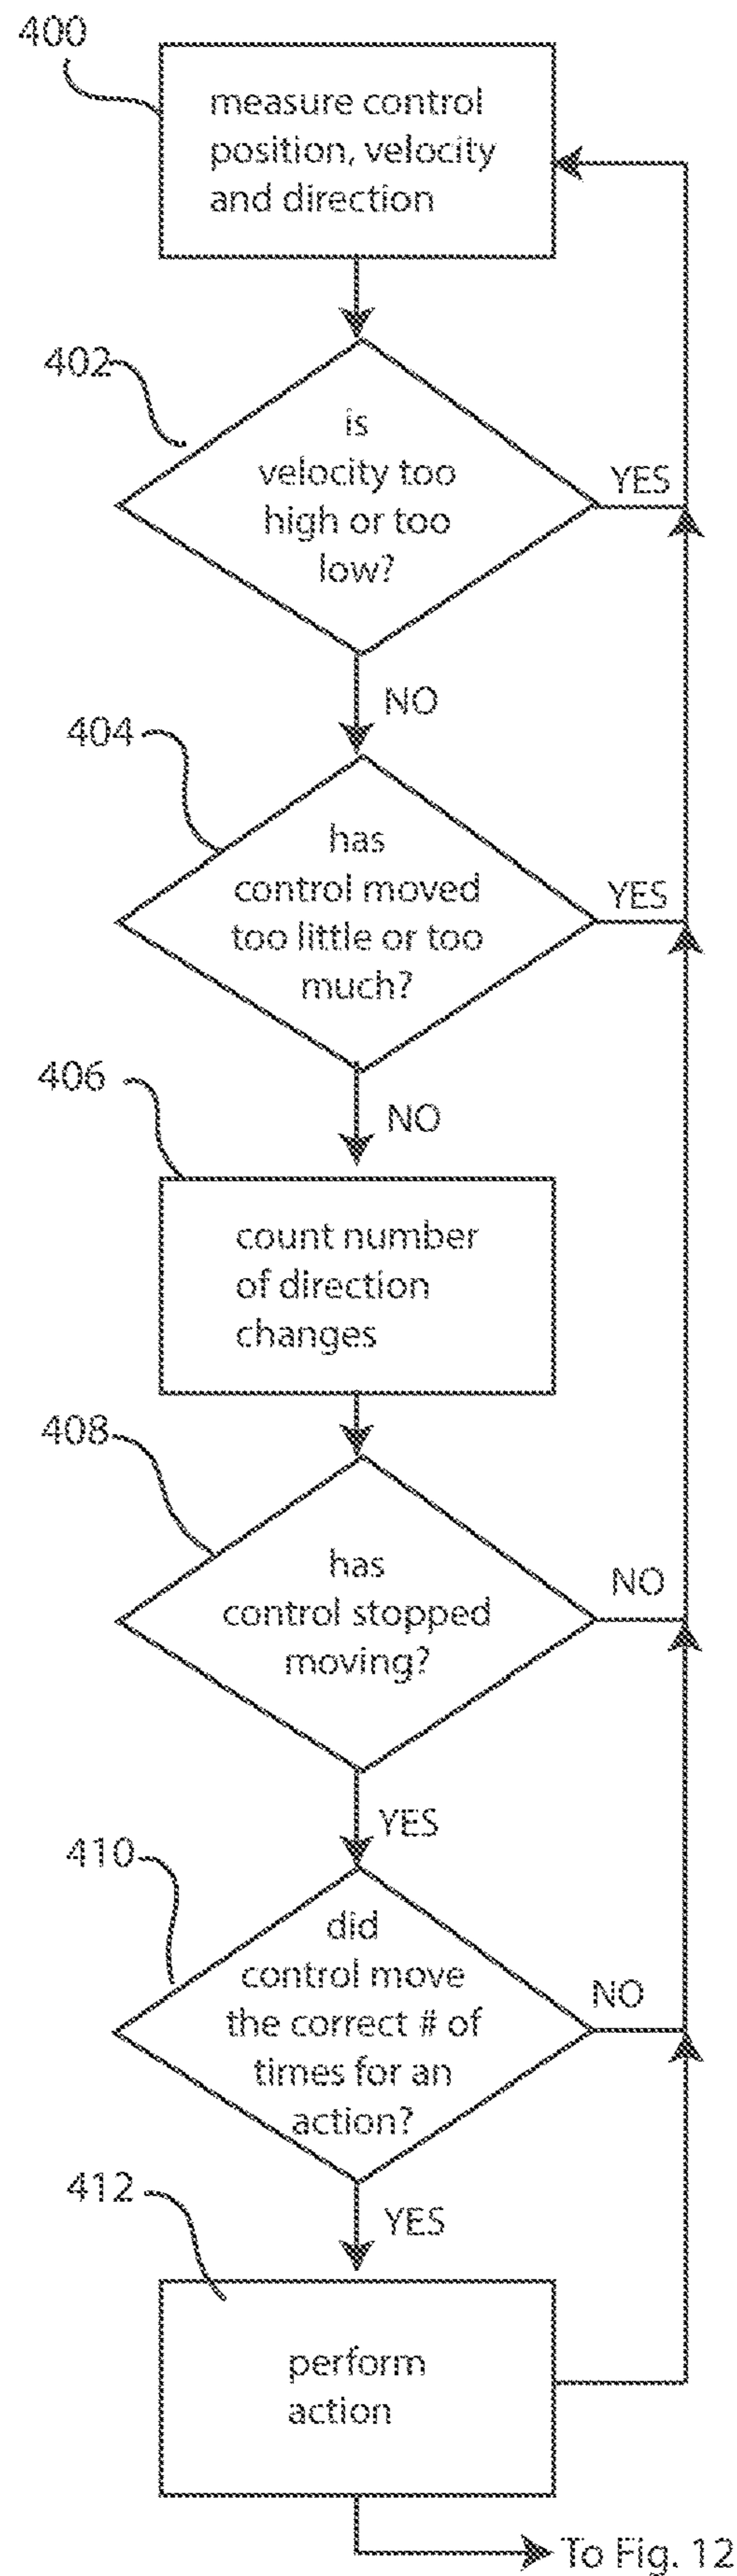 400
measure control
position, velocity
and direction
402
is
velocity too
high or too
low?
YES
NO
404
has
control moved
too little or too
much?
YES
NO
406
count number
of direction
changes
408
has
control stopped
moving?
NO
YES
410
did
control move
the correct # of
times for an
action?
NO
YES
412
perform
action
To Fig. 12